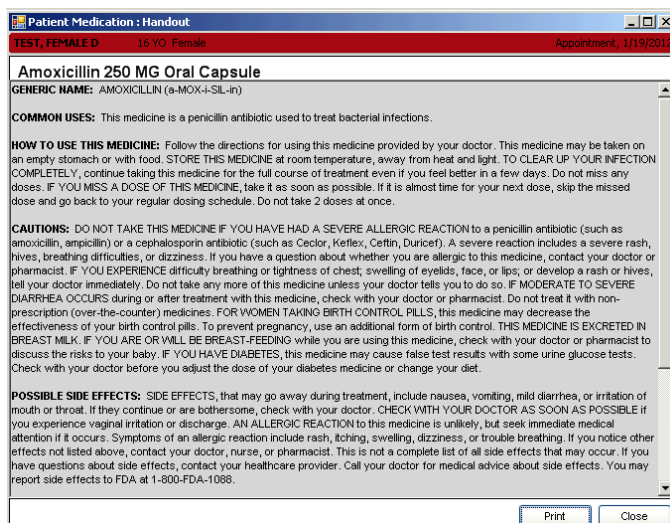 Patient Medication : Handout
TEST, FEMALE D 16 YO Female Appointment, 1/19/2012
Amoxicillin 250 MG Oral Capsule
GENERIC NAME: AMOXICILLIN (a-MOX-i-SIL-in)
COMMON USES: This medicine is a penicillin antibiotic used to treat bacterial infections.
HOW TO USE THIS MEDICINE: Follow the directions for using this medicine provided by your doctor. This medicine may be taken on
an empty stomach or with food. STORE THIS MEDICINE at room temperature, away from heat and light. TO CLEAR UP YOUR INFECTION
COMPLETELY, continue taking this medicine for the full course of treatment even if you feel better in a few days. Do not miss any
doses. IF YOU MISS A DOSE OF THIS MEDICINE, take it as soon as possible. If it is almost time for your next dose, skip the missed
dose and go back to your regular dosing schedule. Do not take 2 doses at once.
CAUTIONS: DO NOT TAKE THIS MEDICINE IF YOU HAVE HAD A SEVERE ALLERGIC REACTION to a penicillin antibiotic (such as
amoxicillin, ampicillin) or a cephalosporin antibiotic (such as Ceclor, Keflex, Ceftin, Duricef). A severe reaction includes a severe rash,
hives, breathing difficulties, or dizziness. If you have a question about whether you are allergic to this medicine, contact your doctor or
pharmacist. IF YOU EXPERIENCE difficulty breathing or tightness of chest; swelling of eyelids, face, or lips; or develop a rash or hives,
tell your doctor immediately. Do not take any more of this medicine unless your doctor tells you to do so. IF MODERATE TO SEVERE
DIARRHEA OCCURS during or after treatment with this medicine, check with your doctor or pharmacist. Do not treat it with non-
prescription (over-the-counter) medicines. FOR WOMEN TAKING BIRTH CONTROL PILLS, this medicine may decrease the
effectiveness of your birth control pills. To prevent pregnancy, use an additional form of birth control. THIS MEDICINE IS EXCRETED IN
BREAST MILK. IF YOU ARE OR WILL BE BREAST-FEEDING while you are using this medicine, check with your doctor or pharmacist to
discuss the risks to your baby. IF YOU HAVE DIABETES, this medicine may cause false test results with some urine glucose tests.
Check with your doctor before you adjust the dose of your diabetes medicine or change your diet.
POSSIBLE SIDE EFFECTS: SIDE EFFECTS, that may go away during treatment, include nausea, vomiting, mild diarrhea, or irritation of
mouth or throat. If they continue or are bothersome, check with your doctor. CHECK WITH YOUR DOCTOR AS SOON AS POSSIBLE if
you experience vaginal irritation or discharge. AN ALLERGIC REACTION to this medicine is unlikely, but seek immediate medical
attention if it occurs. Symptoms of an allergic reaction include rash, itching, swelling, dizziness, or trouble breathing. If you notice other
effects not listed above, contact your doctor, nurse, or pharmacist. This is not a complete list of all side effects that may occur. If you
have questions about side effects, contact your healthcare provider. Call your doctor for medical advice about side effects. You may
report side effects to FDA at 1-800-FDA-1088.
Print Close